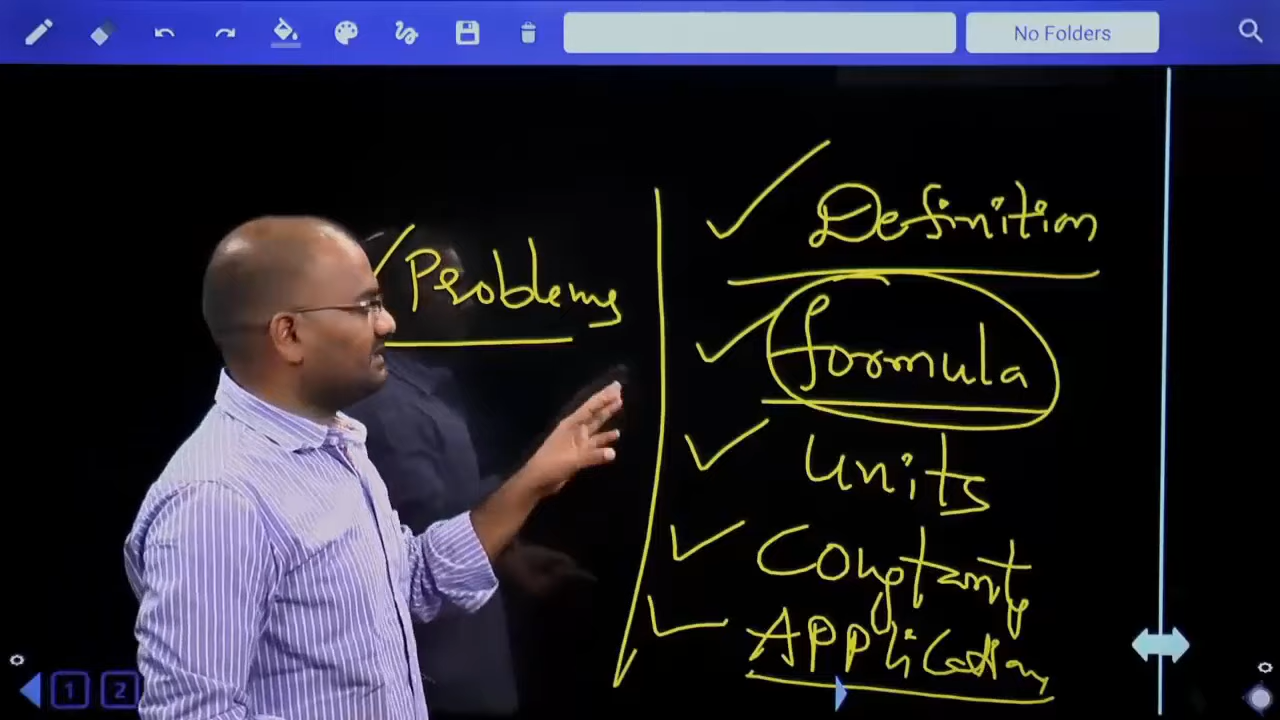 No Folders
Problems
Definition
formula
Units
Constants
Application
1 2